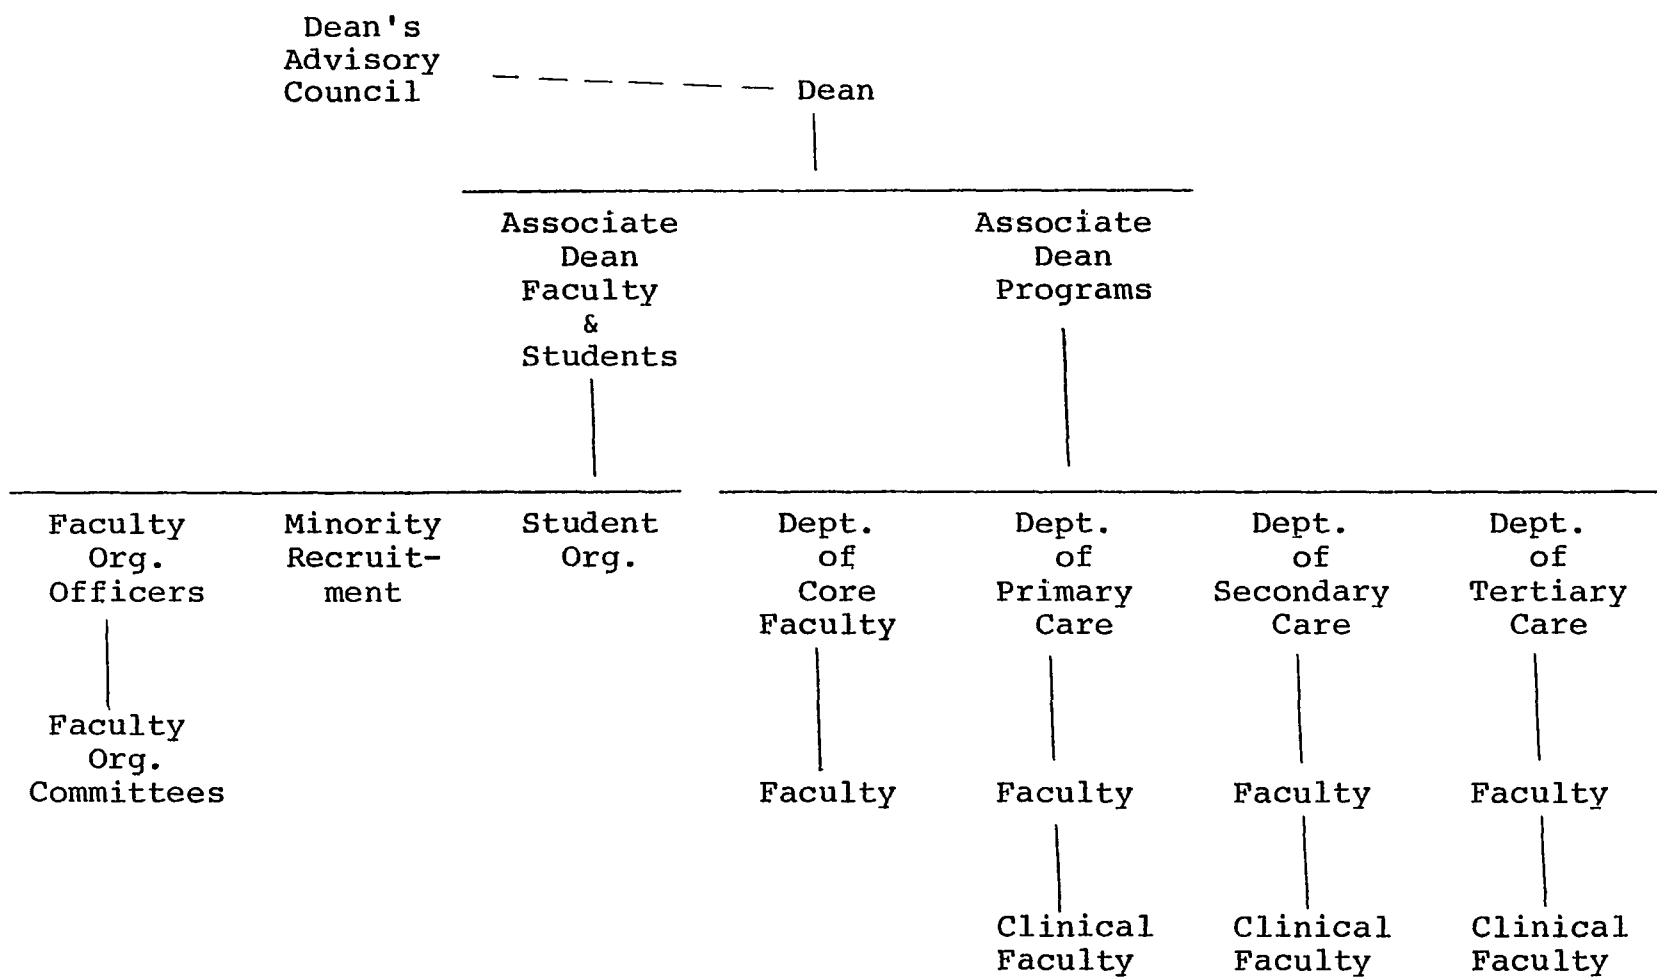 Dean's
Advisory
Council
Dean
Associate
Dean
Faculty
&
Students
Associate
Dean
Programs
Faculty
Org.
Officers
Minority
Recruit-
ment
Student
Org.
Dept.
of
Core
Faculty
Dept.
of
Primary
Care
Dept.
of
Secondary
Care
Dept.
of
Tertiary
Care
Faculty
Org.
Committees
Faculty
Faculty
Faculty
Faculty
Clinical
Faculty
Clinical
Faculty
Clinical
Faculty